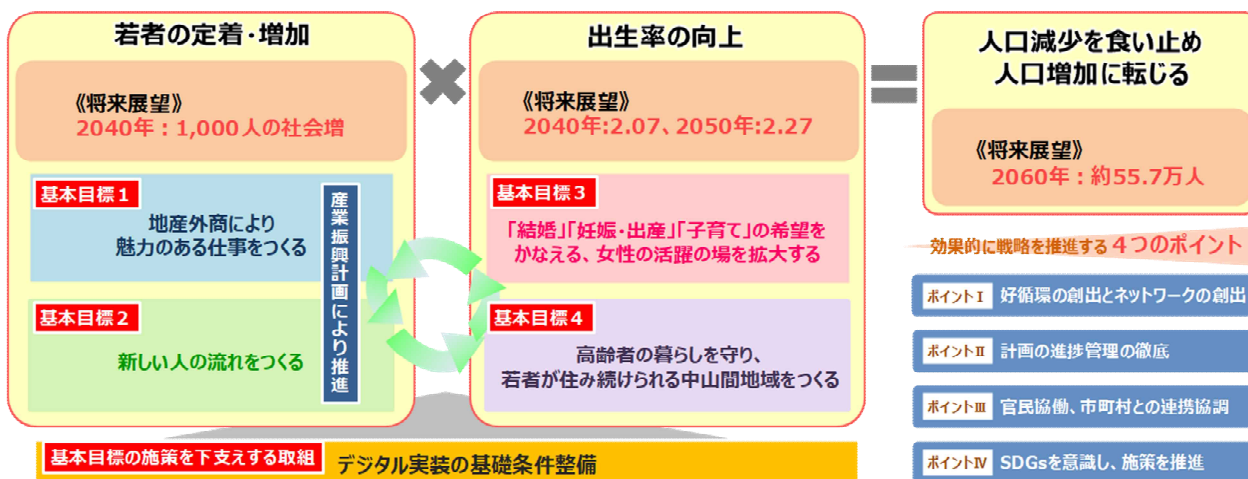 若者の定着・増加
《将来展望》
2040年：1,000人の社会増
基本目標１
地産外商により
魅力のある仕事をつくる
基本目標２
新しい人の流れをつくる
産業振興計画により推進
×
出生率の向上
《将来展望》
2040年:2.07、2050年:2.27
基本目標３
「結婚」「妊娠・出産」「子育て」の希望を
かなえる、女性の活躍の場を拡大する
基本目標４
高齢者の暮らしを守り、
若者が住み続けられる中山間地域をつくる
基本目標の施策を下支えする取組
デジタル実装の基礎条件整備
=
人口減少を食い止め
人口増加に転じる
《将来展望》
2060年：約55.7万人
効果的に戦略を推進する４つのポイント
ポイントⅠ 好循環の創出とネットワークの創出
ポイントⅡ 計画の進捗管理の徹底
ポイントⅢ 官民協働、市町村との連携協調
ポイントⅣ SDGsを意識し、施策を推進